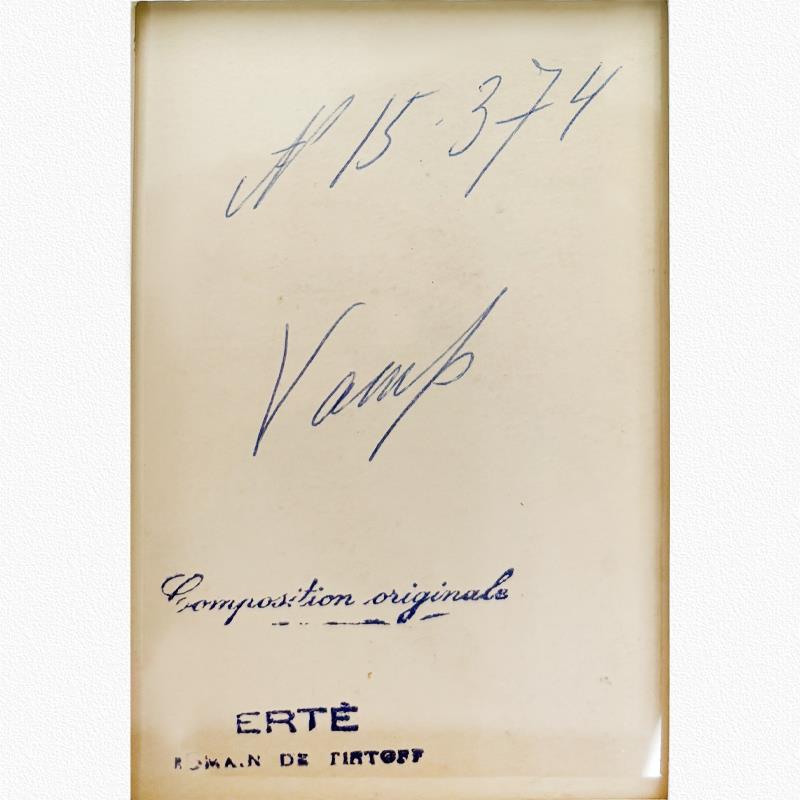 N 15.374
Vamp
Composition originale
ERTÉ
ROMAIN DE TIRTOFF